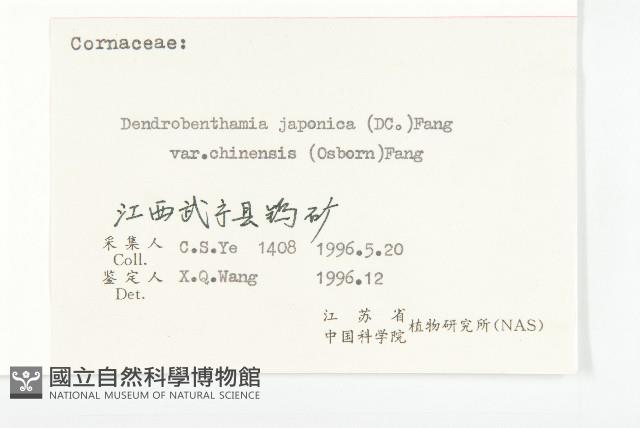 Cornaceae:
Dendrobenthamia japonica (DC.)Fang
var.chinensis (Osborn)Fang
江西武宁县钨矿
采集人 C.S.Ye 1408 1996.5.20
Coll.
鉴定人 X.Q.Wang 1996.12
Det.
江苏省
中国科学院 植物研究所(NAS)
國立自然科學博物館
NATIONAL MUSEUM OF NATURAL SCIENCE